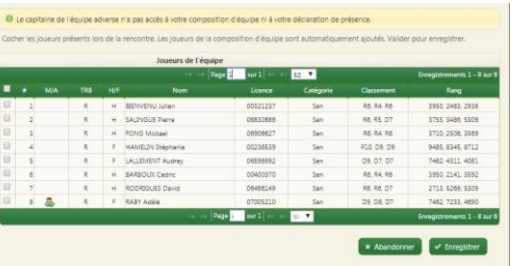 Le capitaine de l'équipe adverse n'a pas accès à votre composition d'équipe ni à votre déclaration de présence.
Cocher les joueurs présents lors de la rencontre. Les joueurs de la composition d'équipe sont automatiquement ajoutés. Valider pour enregistrer.
Joueurs de l'équipe
Page 1 sur 1 50 Enregistrements 1 - 8 sur 8
# M/A TRB H/F Nom Licence Catégorie Classement Rang
1 R H BIENVENU Julien 00321237 Sen R6, R4, R6 3950, 2483, 2938
2 R H SALINGUE Pierre 06830886 Sen R6, R5, D7 3755, 3486, 5309
3 R H FONG Mickael 06906627 Sen R6, R4, R6 3710, 2506, 3589
4 R F HAMELIN Stéphanie 00236539 Sen P10, D9, D9 9485, 8345, 8712
5 R F LALLEMENT Audrey 06596992 Sen D9, D7, D7 7462, 4311, 4081
6 R H BARBOUX Cedric 00400370 Sen R6, R4, R6 3950, 2141, 3592
7 R H RODRIGUES David 06466149 Sen R6, R6, D7 2713, 5269, 5309
8 R F RABY Adèle 07005210 Sen D9, D8, D7 7462, 7233, 4690
Page 1 sur 1 50 Enregistrements 1 - 8 sur 8
Abandonner Enregistrer